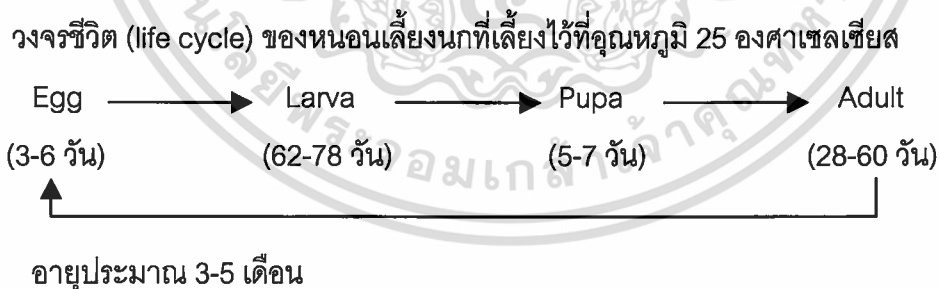 วงจรชีวิต (life cycle) ของหนอนเลี้ยงนกที่เลี้ยงไว้ที่อุณหภูมิ 25 องศาเซลเซียส
Egg Larva Pupa Adult
(3-6 วัน) (62-78 วัน) (5-7 วัน) (28-60 วัน)
อายุประมาณ 3-5 เดือน